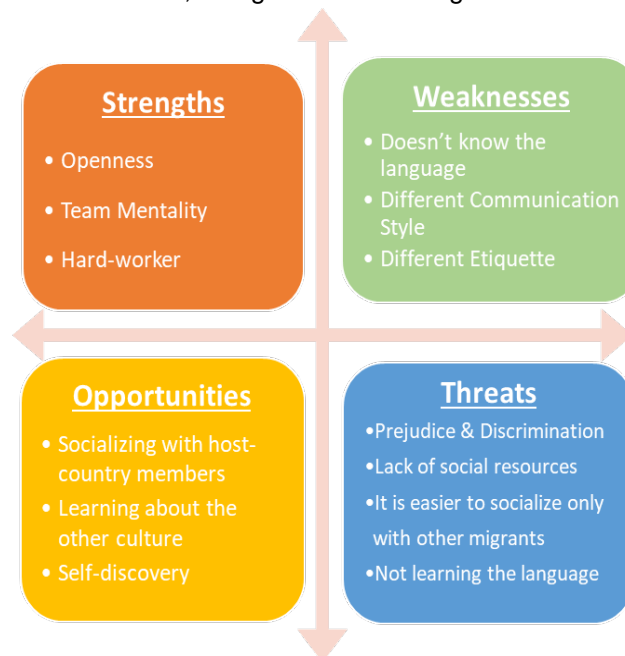 Strengths
• Openness
• Team Mentality
• Hard-worker
Weaknesses
• Doesn't know the
language
• Different Communication
Style
• Different Etiquette
Opportunities
• Socializing with host-
country members
• Learning about the
other culture
• Self-discovery
Threats
•Prejudice & Discrimination
•Lack of social resources
•It is easier to socialize only
with other migrants
•Not learning the language